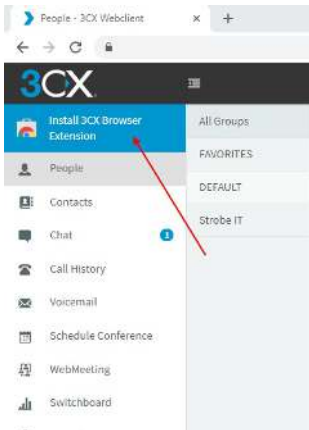 People - 3CX Webclient
3CX
Install 3CX Browser
Extension
People
Contacts
Chat
Call History
Voicemail
Schedule Conference
WebMeeting
Switchboard
All Groups
FAVORITES
DEFAULT
Strobe IT